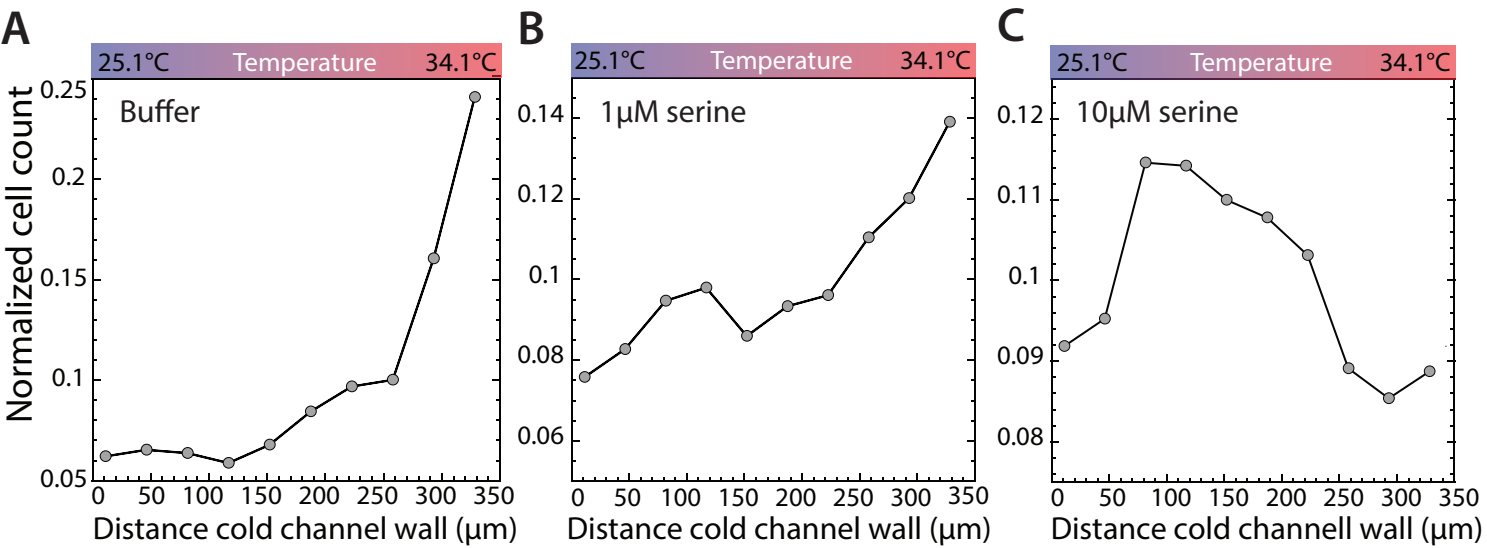 A
25.1°C Temperature 34.1°C
Buffer
Normalized cell count
0.25
0.2
0.15
0.1
0.05
0 50 100 150 200 250 300 350
Distance cold channel wall (μm)
B
25.1°C Temperature 34.1°C
1μM serine
0.14
0.12
0.1
0.08
0.06
0 50 100 150 200 250 300 350
Distance cold channel wall (μm)
C
25.1°C Temperature 34.1°C
10μM serine
0.12
0.11
0.1
0.09
0.08
0 50 100 150 200 250 300 350
Distance cold channell wall (μm)